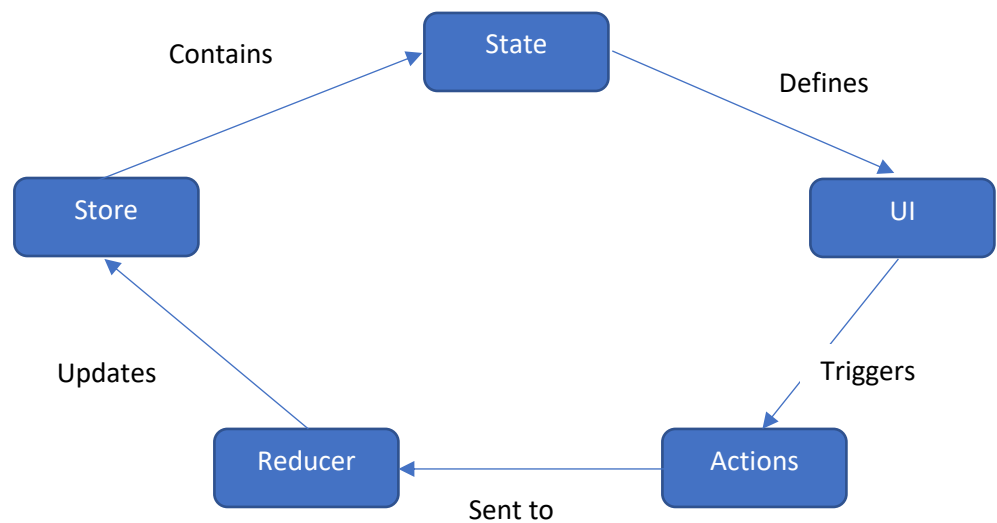 State
Contains
Defines
Store
UI
Updates
Triggers
Reducer
Actions
Sent to